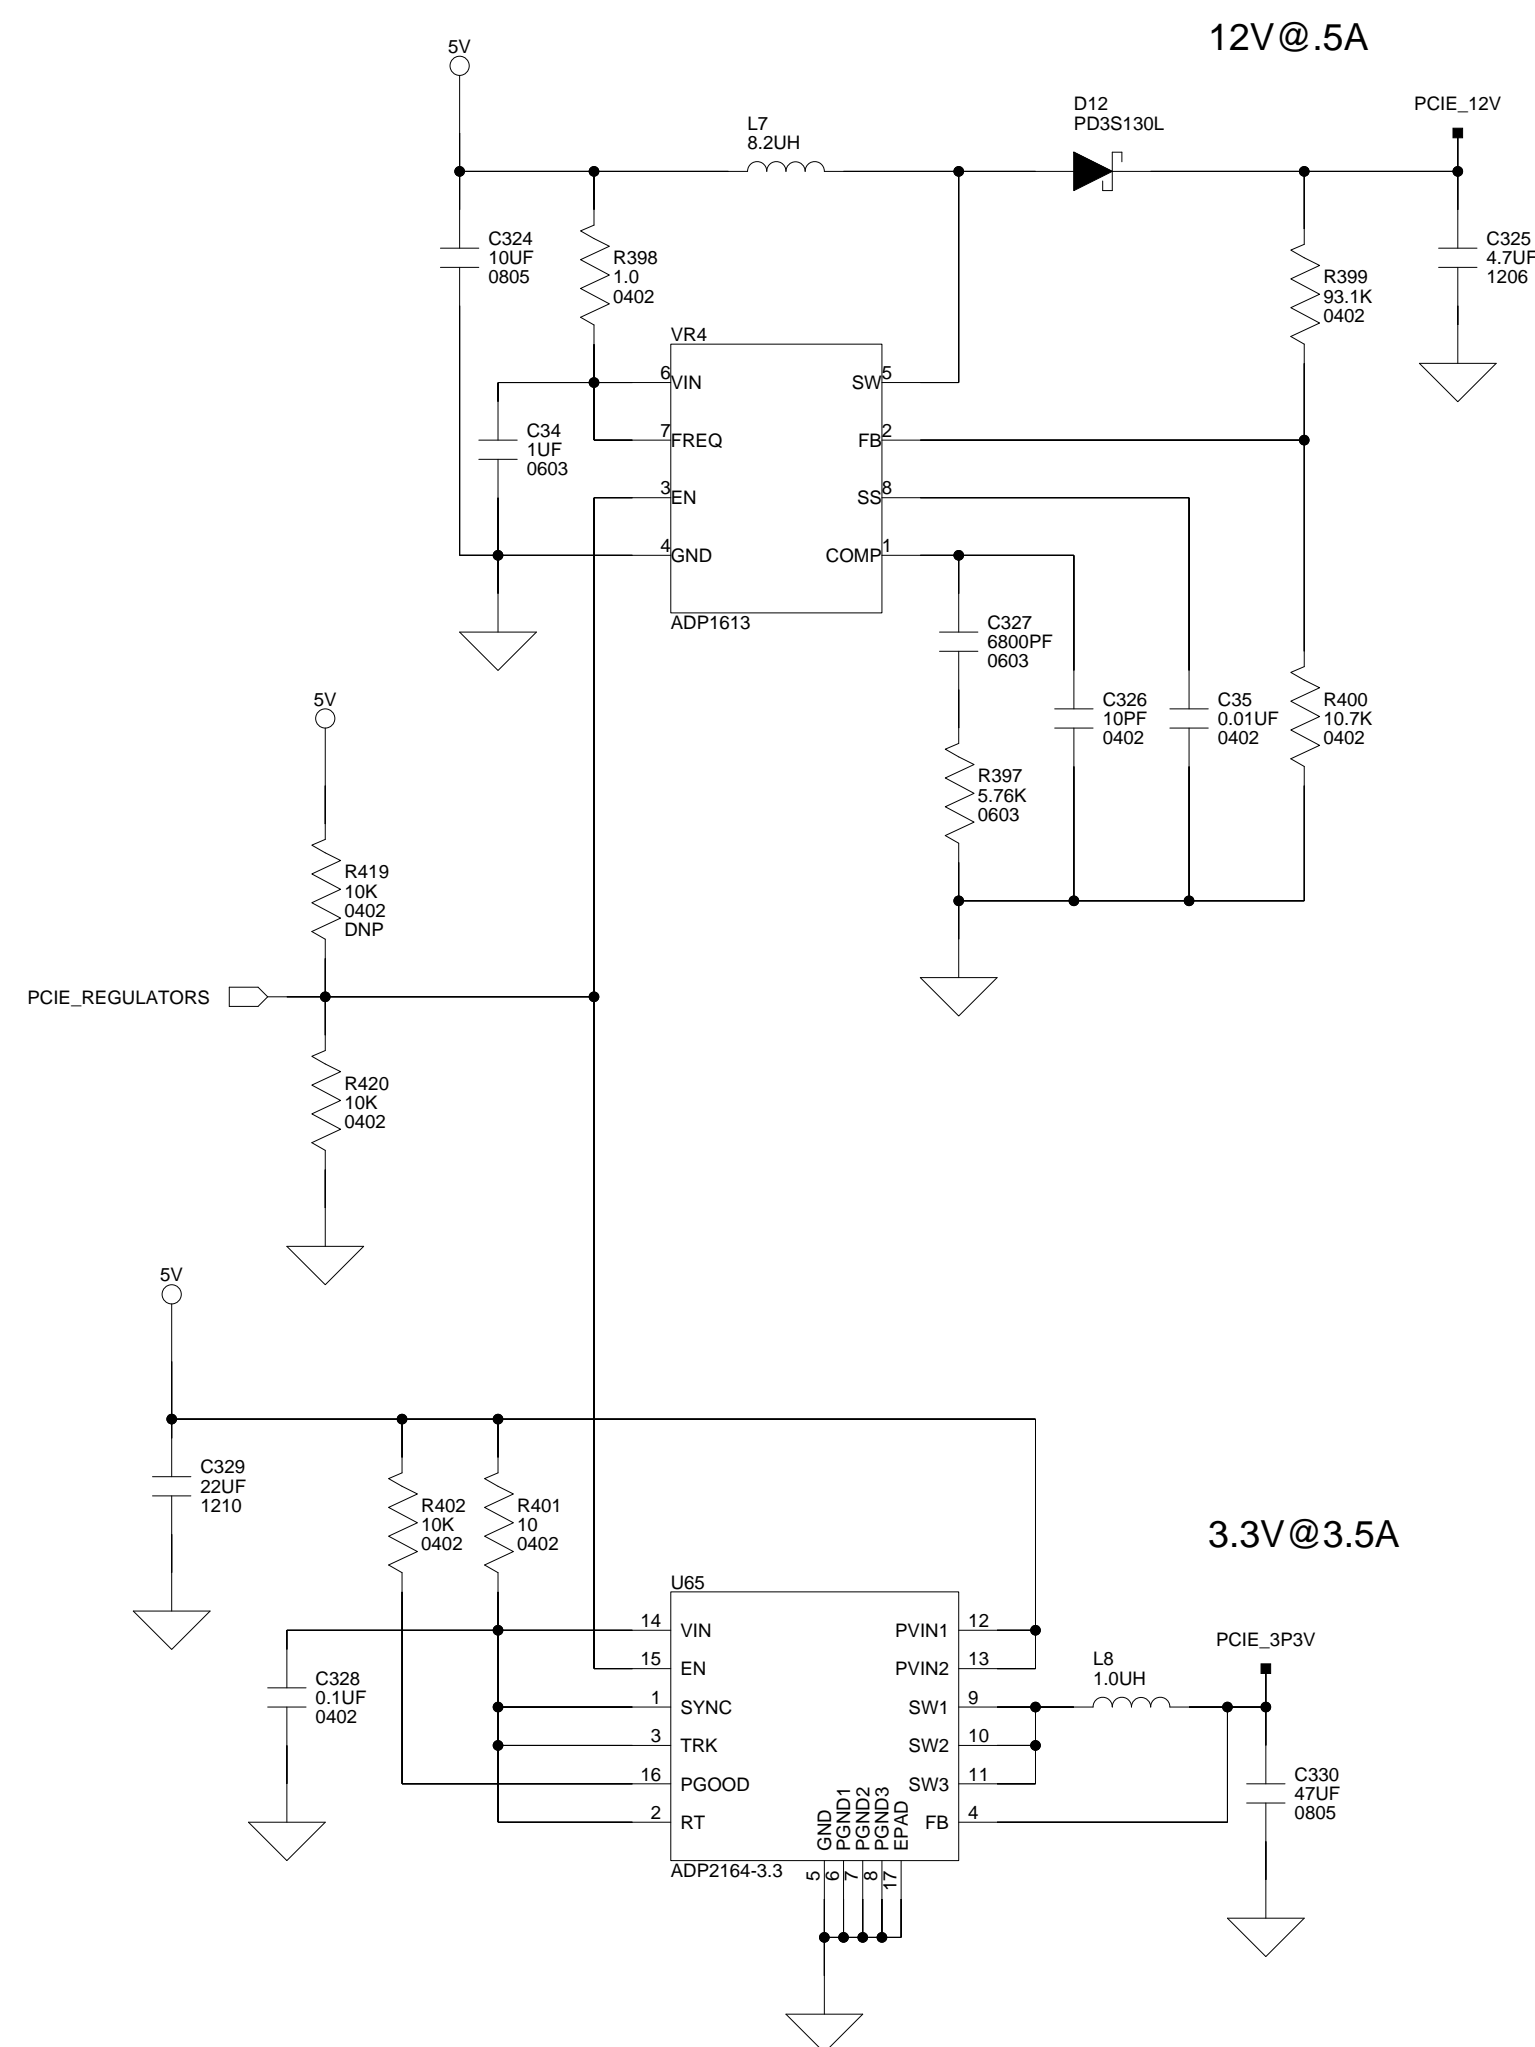 12V@.5A
5V
D12
PD3S130L
PCIE_12V
L7
8.2UH
C324
10UF
0805
R398
1.0
0402
R399
93.1K
0402
C325
4.7UF
1206
VR4
6 VIN
SW 5
7 FREQ
FB 2
3 EN
SS 8
4 GND
COMP 1
ADP1613
C34
1UF
0603
C327
6800PF
0603
R397
5.76K
0603
C326
10PF
0402
C35
0.01UF
0402
R400
10.7K
0402
5V
R419
10K
0402
DNP
PCIE_REGULATORS
R420
10K
0402
5V
C329
22UF
1210
R402
10K
0402
R401
10
0402
3.3V@3.5A
U65
14 VIN
PVIN1 12
15 EN
PVIN2 13
1 SYNC
SW1 9
3 TRK
SW2 10
16 PGOOD
SW3 11
2 RT
FB 4
GND
PGND1
PGND2
PGND3
EPAD
5
6
7
8
17
ADP2164-3.3
C328
0.1UF
0402
L8
1.0UH
PCIE_3P3V
C330
47UF
0805